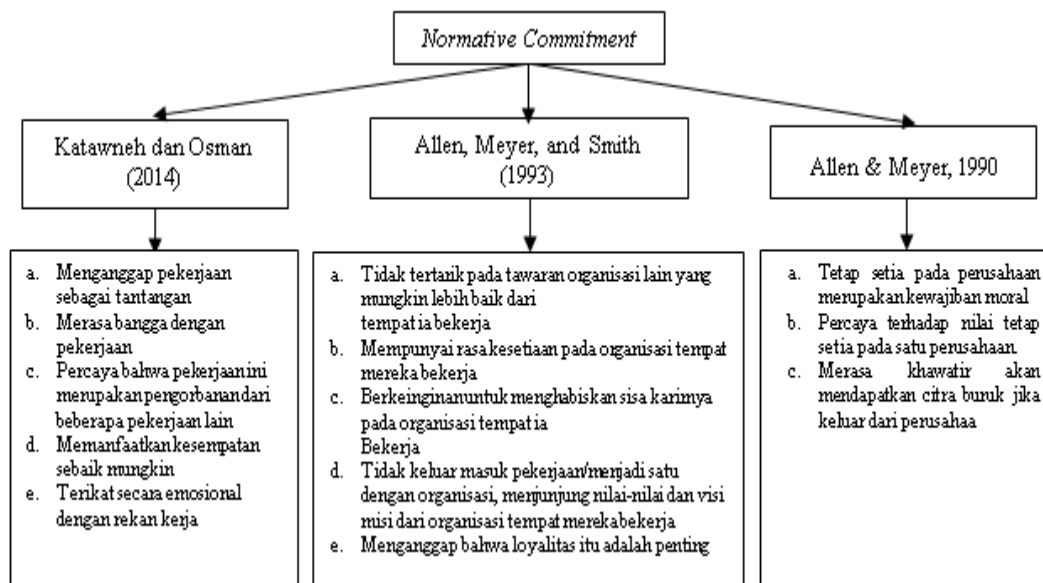 Normative Commitment
Katawneh dan Osman
(2014)
Allen, Meyer, and Smith
(1993)
Allen & Meyer, 1990
a. Menganggap pekerjaan
sebagai tantangan
b. Merasa bangga dengan
pekerjaan
c. Percaya bahwa pekerjaan ini
merupakan pengorbanan dari
beberapa pekerjaan lain
d. Memanfaatkan kesempatan
sebaik mungkin
e. Terikat secara emosional
dengan rekan kerja
a. Tidak tertarik pada tawaran organisasi lain yang
mungkin lebih baik dari
tempat ia bekerja
b. Mempunyai rasa kesetiaan pada organisasi tempat
mereka bekerja
c. Berkeinginan untuk menghabiskan sisa karirnya
pada organisasi tempat ia
Bekerja
d. Tidak keluar masuk pekerjaan/menjadi satu
dengan organisasi, menjunjung nilai-nilai dan visi
misi dari organisasi tempat mereka bekerja
e. Menganggap bahwa loyalitas itu adalah penting
a. Tetap setia pada perusahaan
merupakan kewajiban moral
b. Percaya terhadap nilai tetap
setia pada satu perusahaan.
c. Merasa khawatir akan
mendapatkan citra buruk jika
keluar dari perusahaa